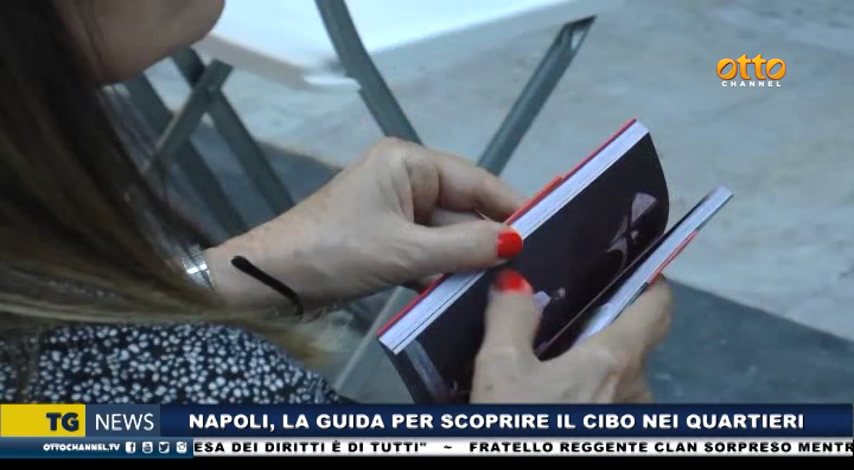 otto
CHANNEL
TG NEWS
NAPOLI, LA GUIDA PER SCOPRIRE IL CIBO NEI QUARTIERI
OTTOCHANNEL.TV
ESA DEI DIRITTI È DI TUTTI" ~ FRATELLO REGGENTE CLAN SORPRESO MENTR